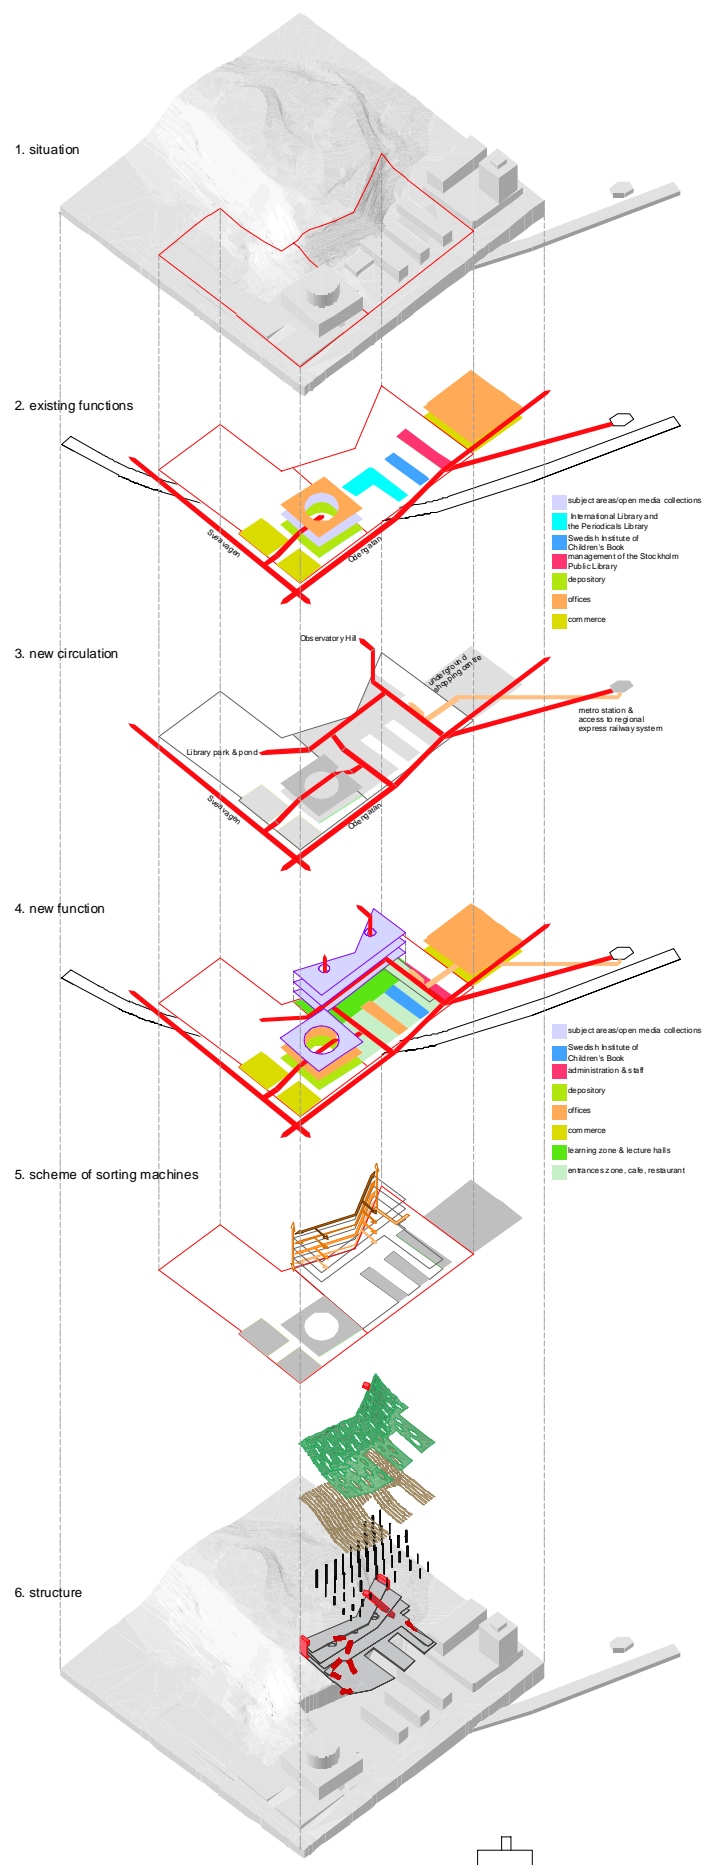 1. situation
2. existing functions
Sveavagen
Odengatan
subject areas/open media collections
International Library and
the Periodicals Library
Swedish Institute of
Children's Book
management of the Stockholm
Public Library
depository
offices
commerce
3. new circulation
Observatory Hill
underground
shopping centre
metro station &
access to regional
express railway system
Library park & pond
Sveavagen
Odengatan
4. new function
subject areas/open media collections
Swedish Institute of
Children's Book
administration & staff
depository
offices
commerce
learning zone & lecture halls
entrances zone, cafe, restaurant
5. scheme of sorting machines
6. structure